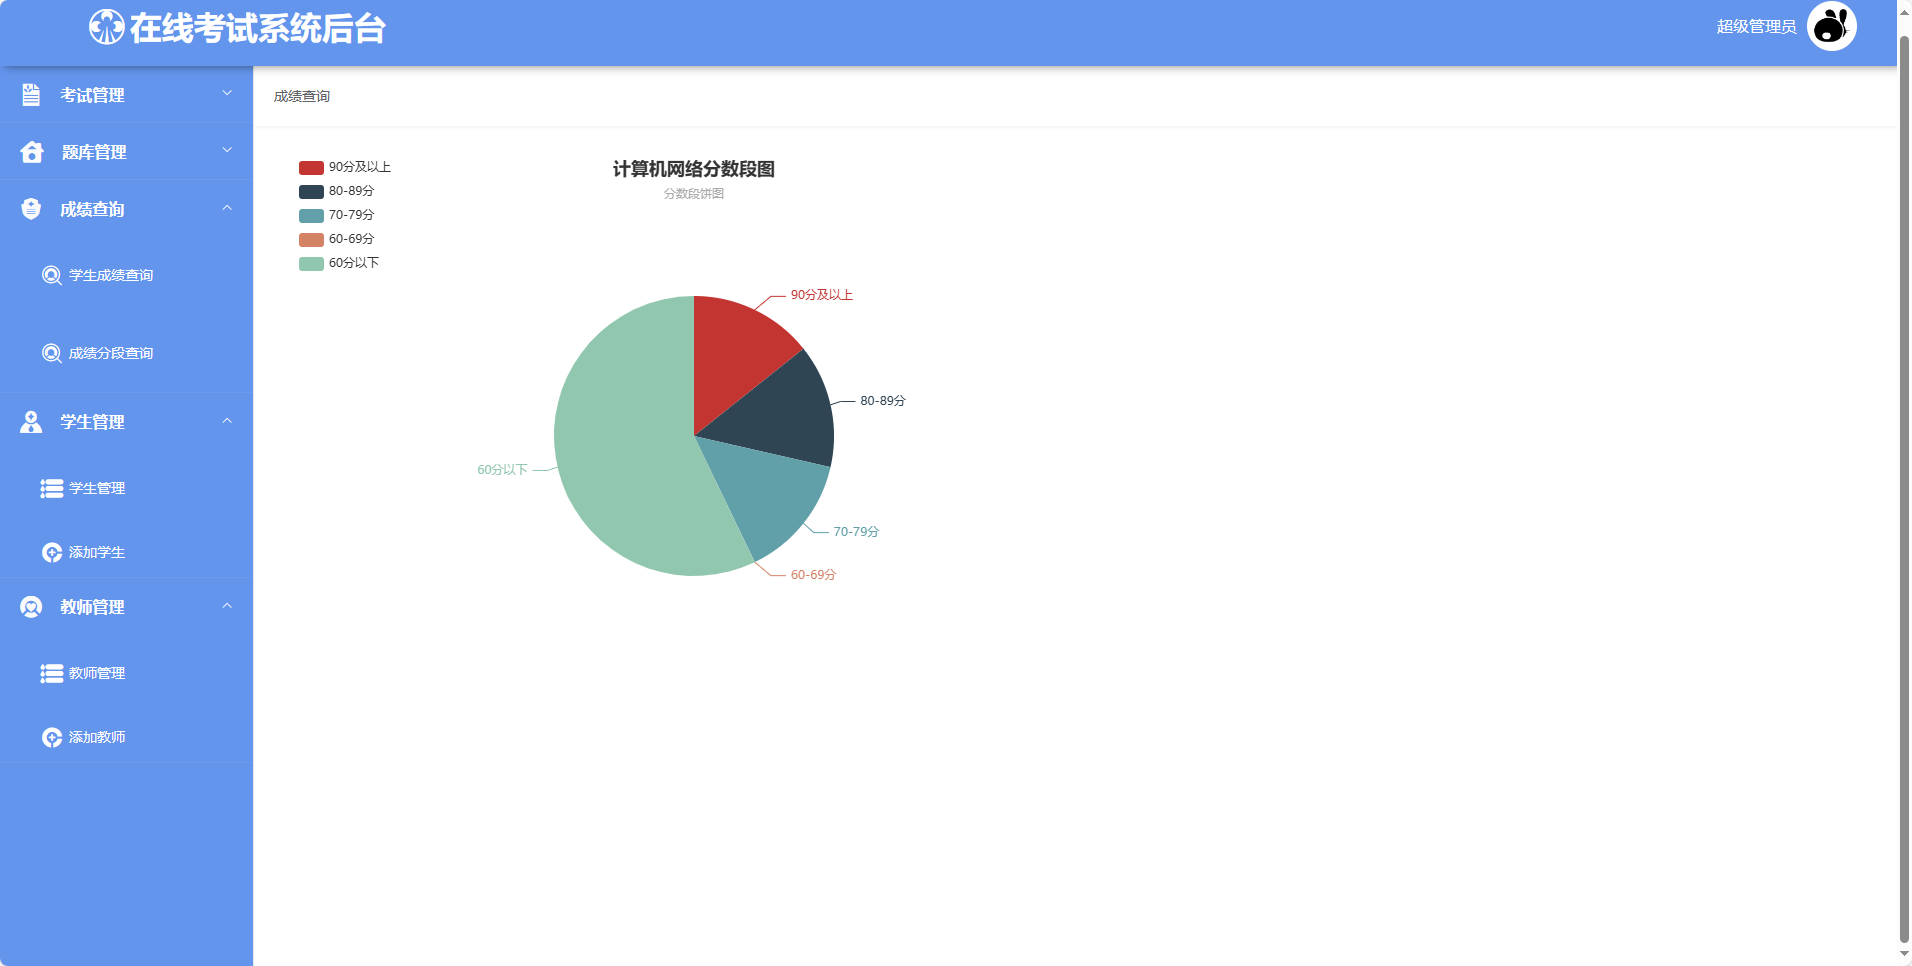 在线考试系统后台
超级管理员
考试管理
题库管理
成绩查询
学生成绩查询
成绩分段查询
学生管理
学生管理
添加学生
教师管理
教师管理
添加教师
成绩查询
90分及以上
80-89分
70-79分
60-69分
60分以下
计算机网络分数段图
分数段饼图
90分及以上
80-89分
60分以下
70-79分
60-69分